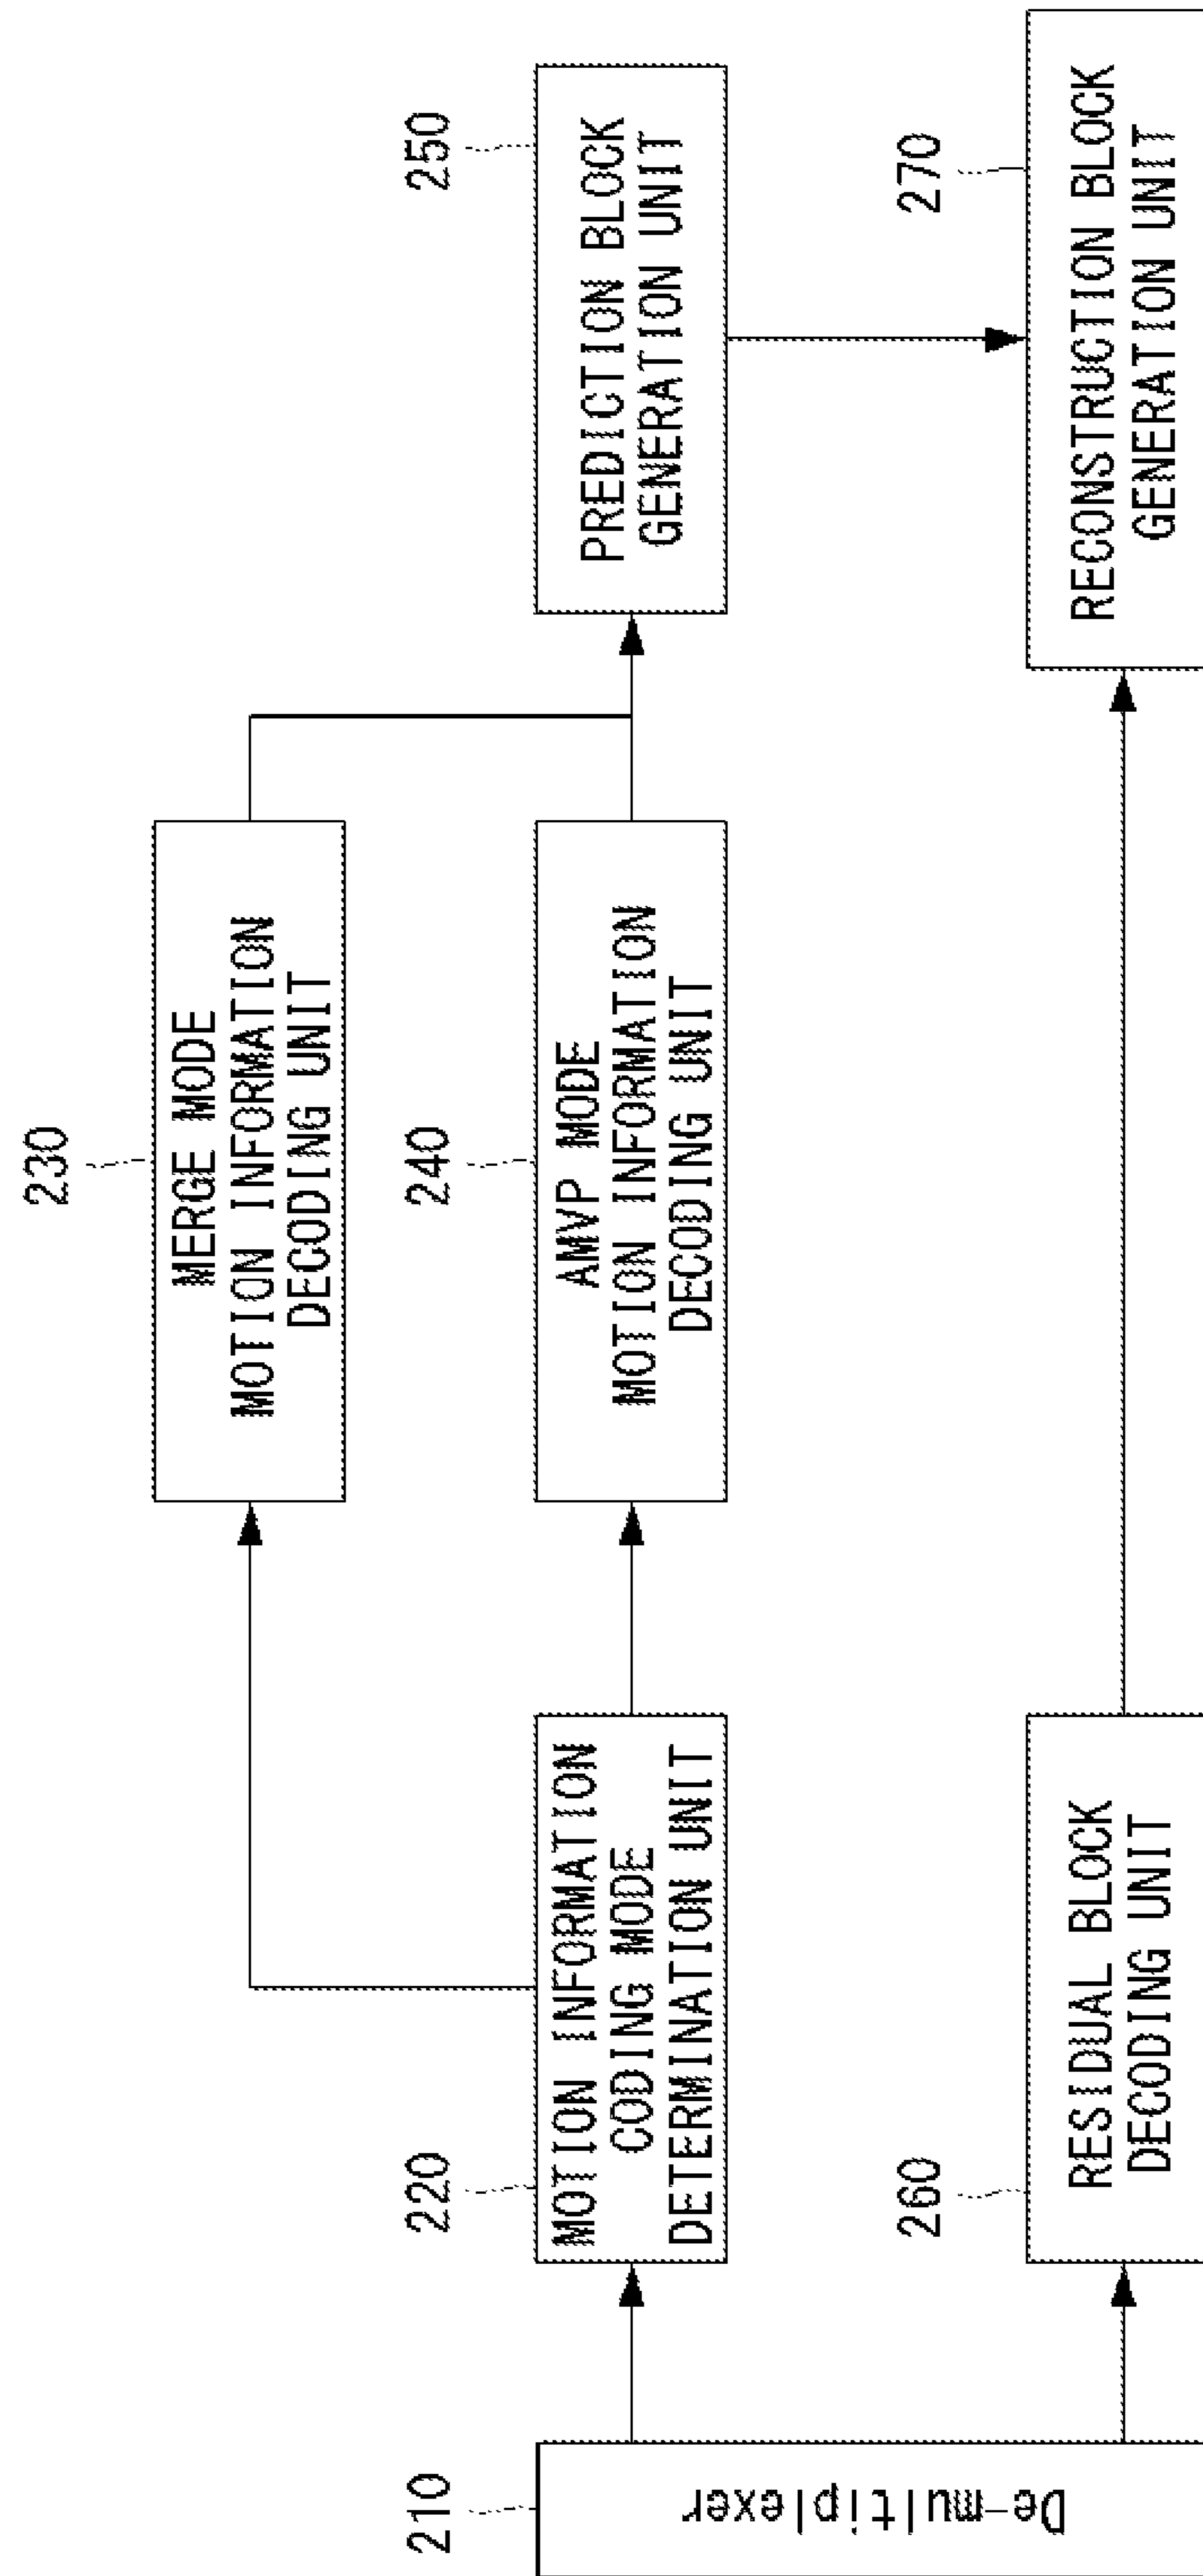 230
MERGE MODE
MOTION INFORMATION
DECODING UNIT
210
De-multiplexer
220
MOTION INFORMATION
CODING MODE
DETERMINATION UNIT
240
AMVP MODE
MOTION INFORMATION
DECODING UNIT
250
PREDICTION BLOCK
GENERATION UNIT
260
RESIDUAL BLOCK
DECODING UNIT
270
RECONSTRUCTION BLOCK
GENERATION UNIT